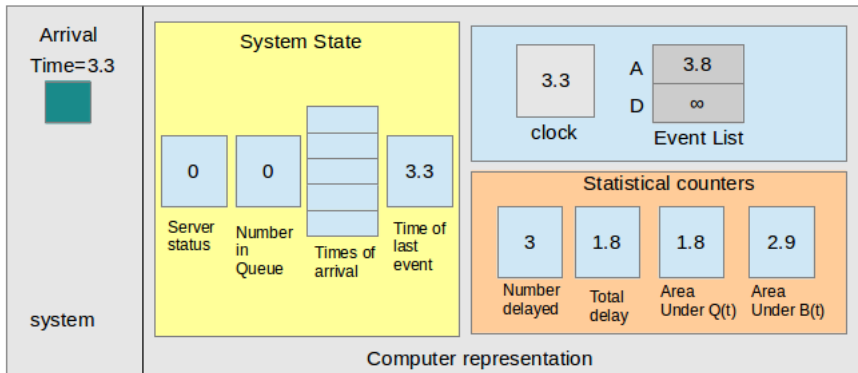 Arrival
Time=3.3
system
System State
0
0
3.3
Server
status
Number
in
Queue
Times of
arrival
Time of
last
event
3.3
clock
A
3.8
D
∞
Event List
Statistical counters
3
1.8
1.8
2.9
Number
delayed
Total
delay
Area
Under Q(t)
Area
Under B(t)
Computer representation